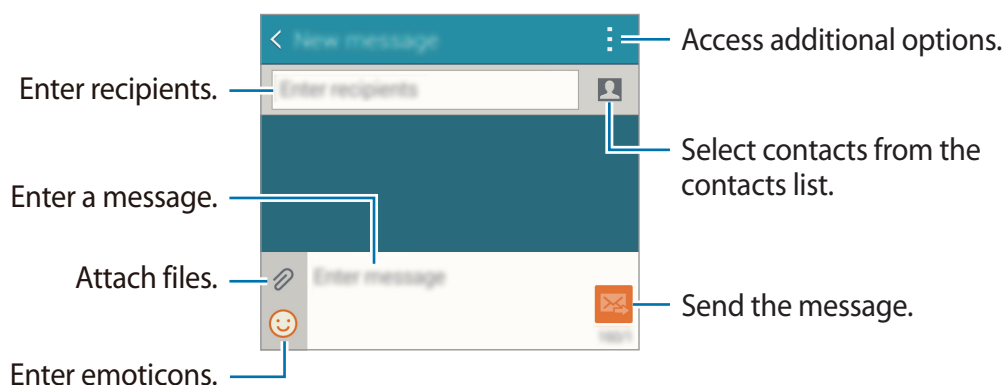 New message
Access additional options.
Enter recipients.
Enter recipients
Select contacts from the
contacts list.
Enter a message.
Attach files.
Enter message
Send the message.
Enter emoticons.